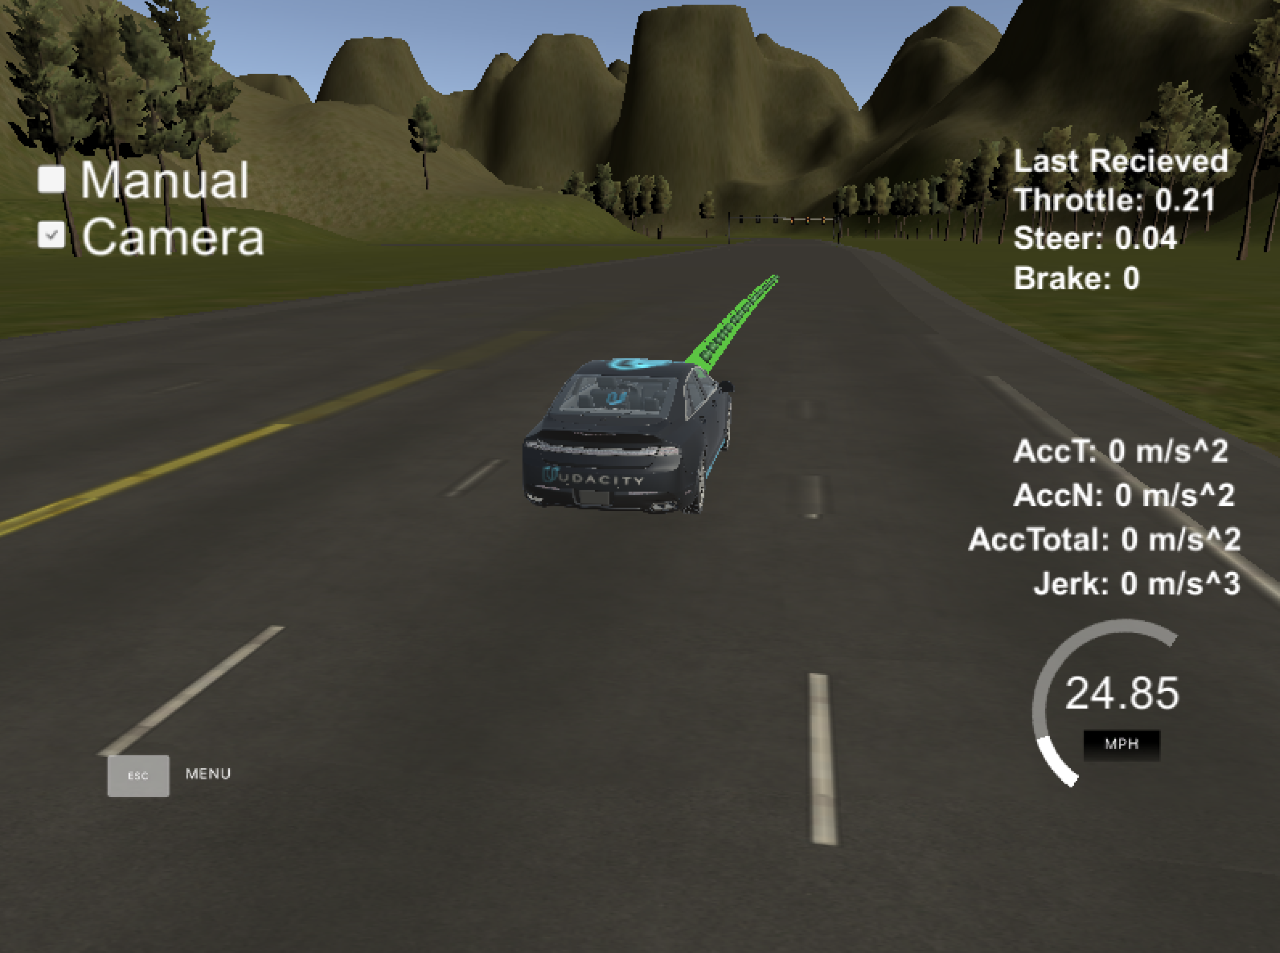 Manual
Camera
Last Recieved
Throttle: 0.21
Steer: 0.04
Brake: 0
AccT: 0 m/s^2
AccN: 0 m/s^2
AccTotal: 0 m/s^2
Jerk: 0 m/s^3
UDACITY
24.85
MPH
ESC
MENU